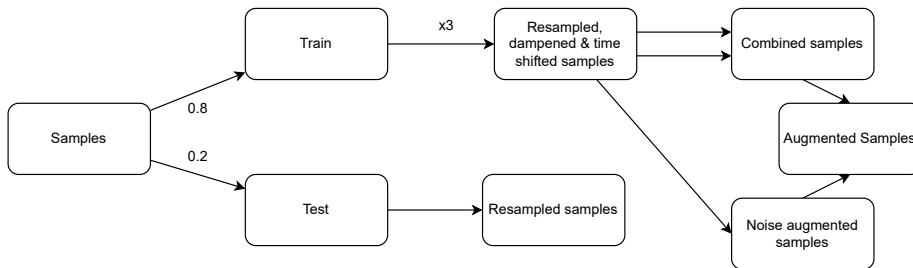 Train
x3
Resampled,
dampened & time
shifted samples
Combined samples
0.8
Samples
Augmented Samples
0.2
Test
Resampled samples
Noise augmented
samples